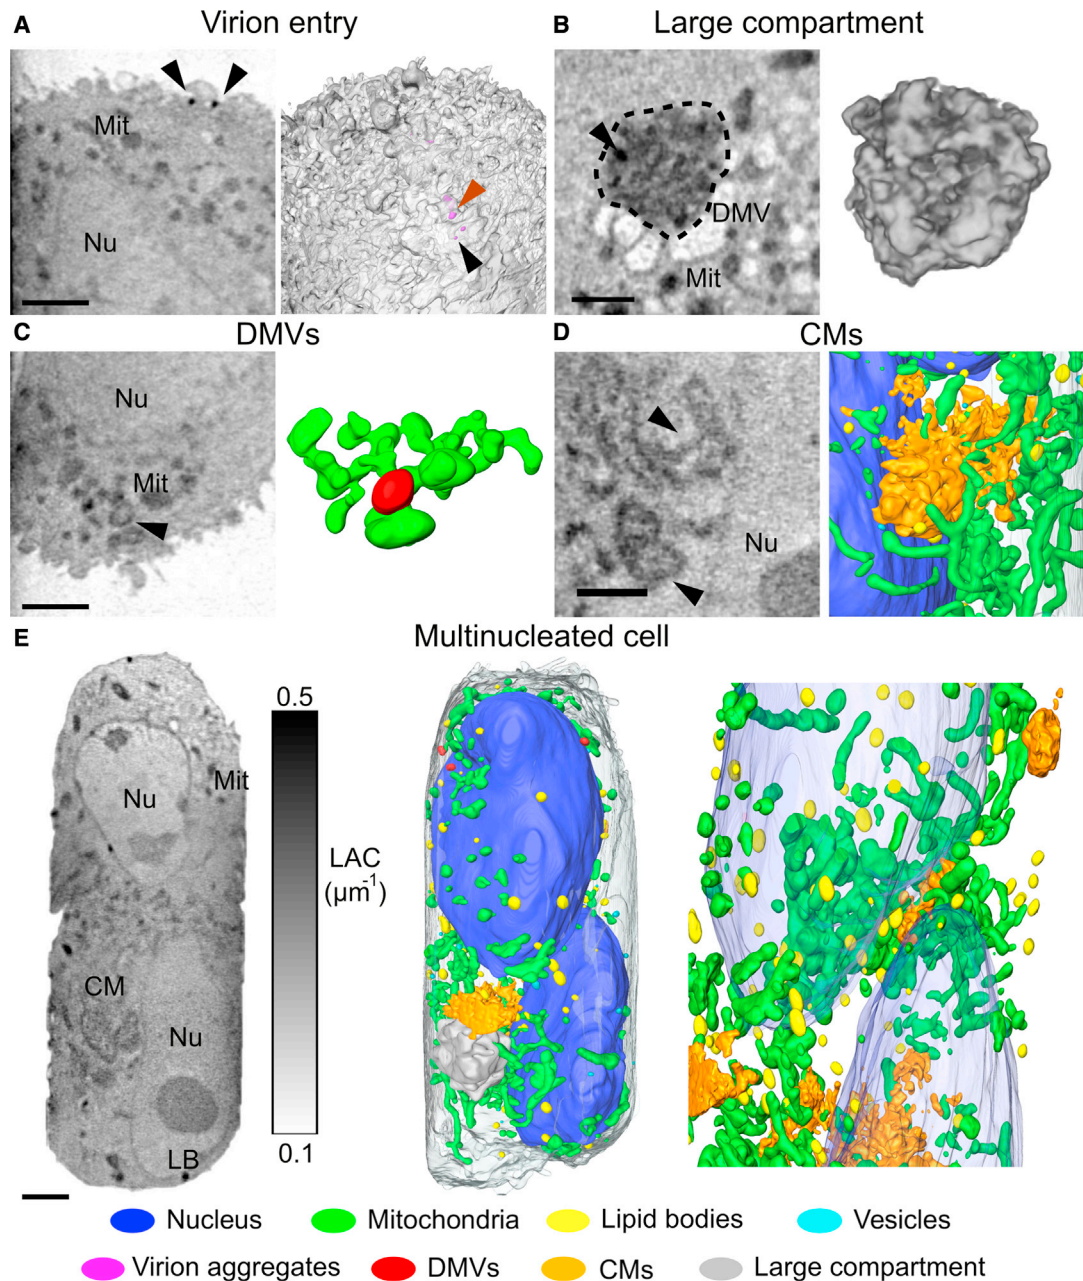 A Virion entry
Mit
Nu
B Large compartment
DMV
Mit
C DMVs
Nu
Mit
D CMs
Nu
E Multinucleated cell
Nu
Mit
CM
Nu
LB
0.5
LAC
(µm-1)
0.1
Nucleus Mitochondria Lipid bodies Vesicles
Virion aggregates DMVs CMs Large compartment